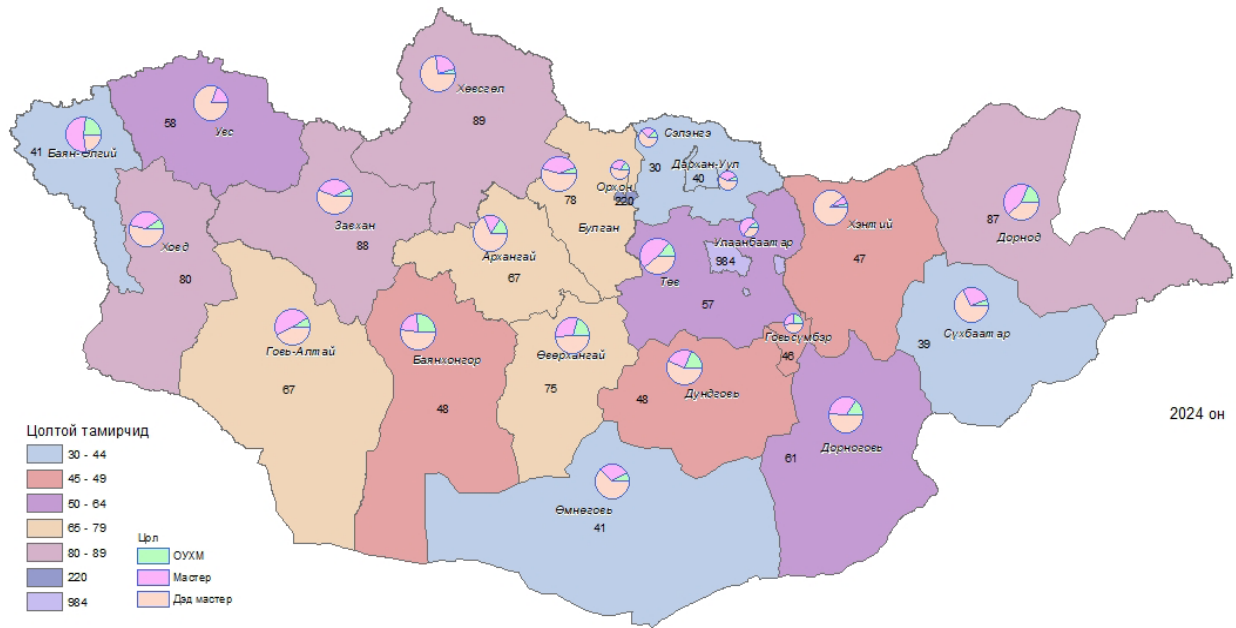 Хөвсгөл
89
Увс
58
41 Баян-Өлгий
Сэлэнгэ
30
Дархан-Уул
40
Орхон
220
78
Булган
Завхан
88
Ховд
80
Архангай
67
Улаанбаатар
984
Төв
57
Хэнтий
47
87
Дорнод
Сүхбаатар
39
Говьсүмбэр
46
Говь-Алтай
67
Баянхонгор
48
Өвөрхангай
75
Дундговь
48
Дорноговь
61
Өмнөговь
41
2024 он
Цолтой тамирчид
30 - 44
45 - 49
50 - 64
65 - 79
80 - 89
220
984
Цол
ОУХМ
Мастер
Дэд мастер